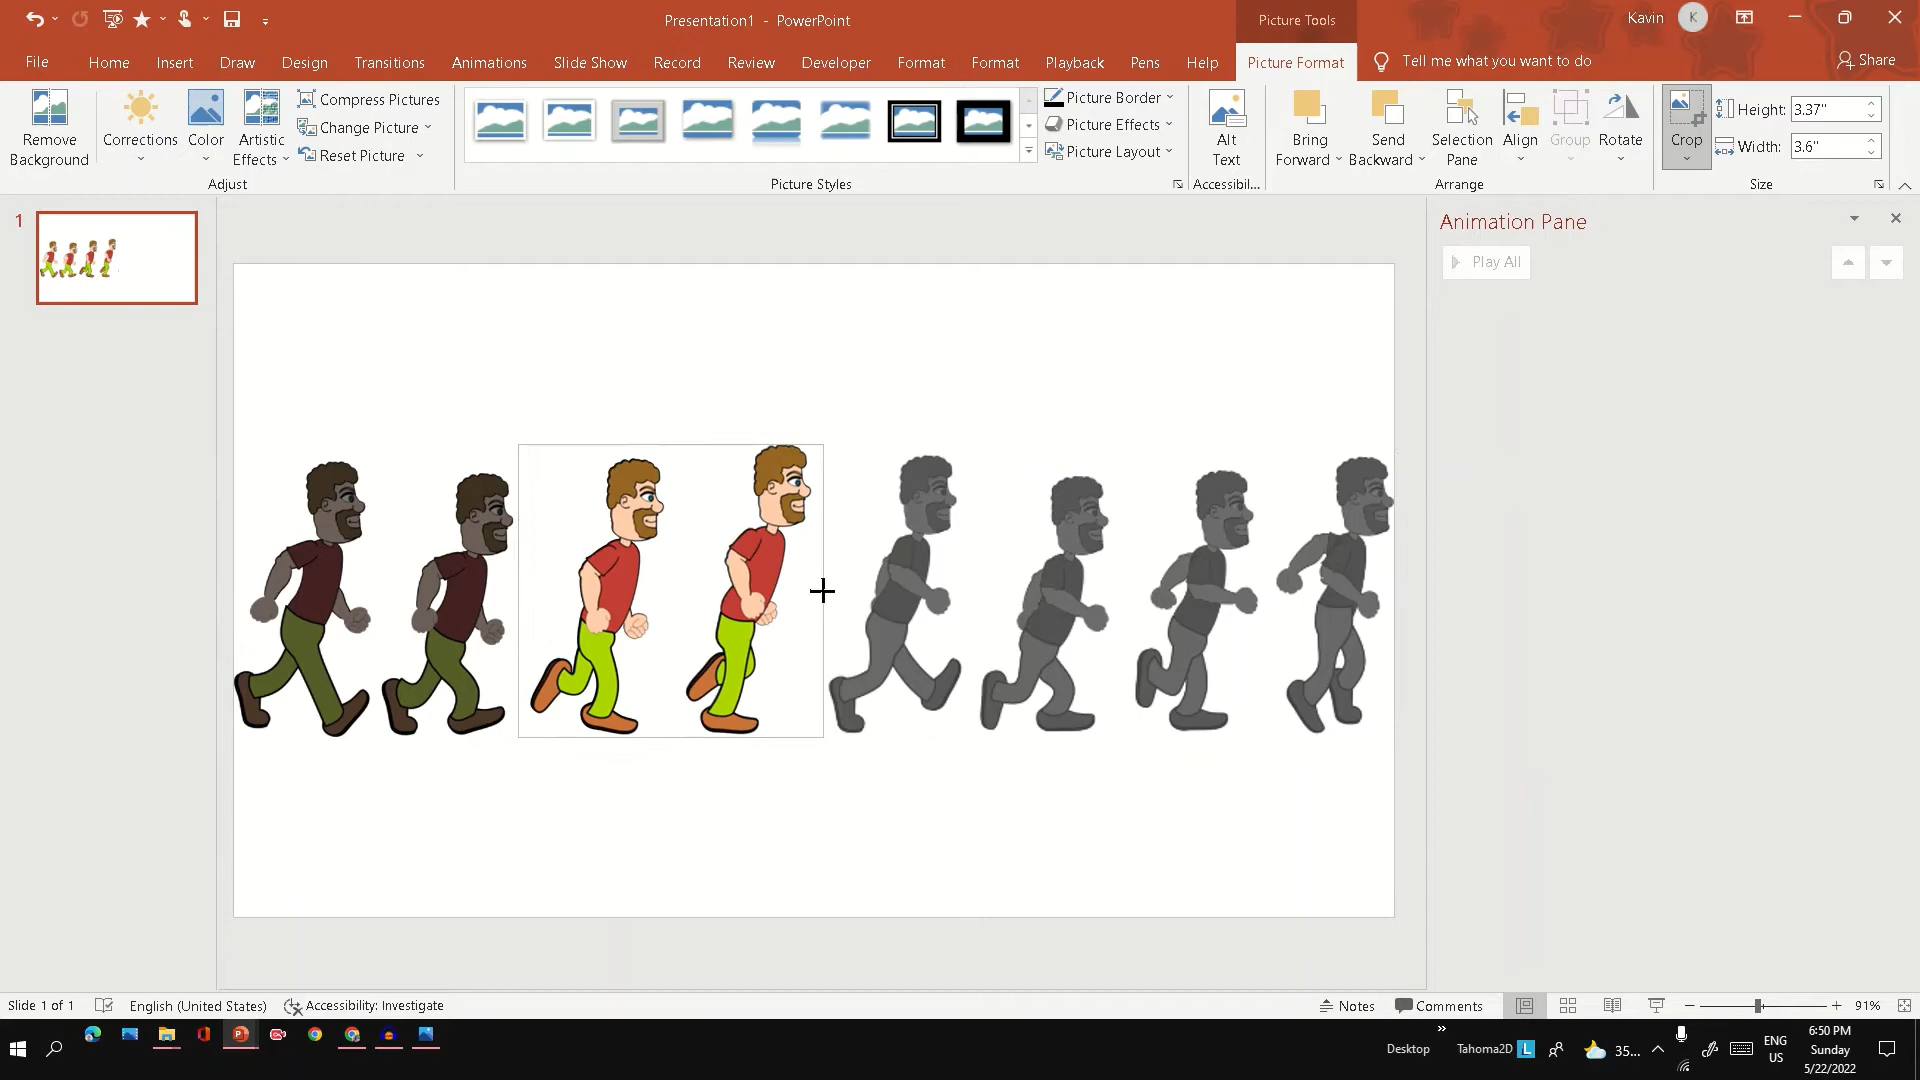 Presentation1 - PowerPoint
Picture Tools
Kavin
K
File
Home
Insert
Draw
Design
Transitions
Animations
Slide Show
Record
Review
Developer
Format
Format
Playback
Pens
Help
Picture Format
Tell me what you want to do
Share
Remove Background
Corrections
Color
Artistic Effects
Compress Pictures
Change Picture
Reset Picture
Adjust
Picture Styles
Picture Border
Picture Effects
Picture Layout
Alt Text
Accessibil...
Bring Forward
Send Backward
Selection Pane
Align
Group
Rotate
Arrange
Crop
Height: 3.37"
Width: 3.6"
Size
1
Animation Pane
Play All
Slide 1 of 1
English (United States)
Accessibility: Investigate
Notes
Comments
91%
Desktop
Tahoma2D
L
35...
ENG
US
6:50 PM
Sunday
5/22/2022